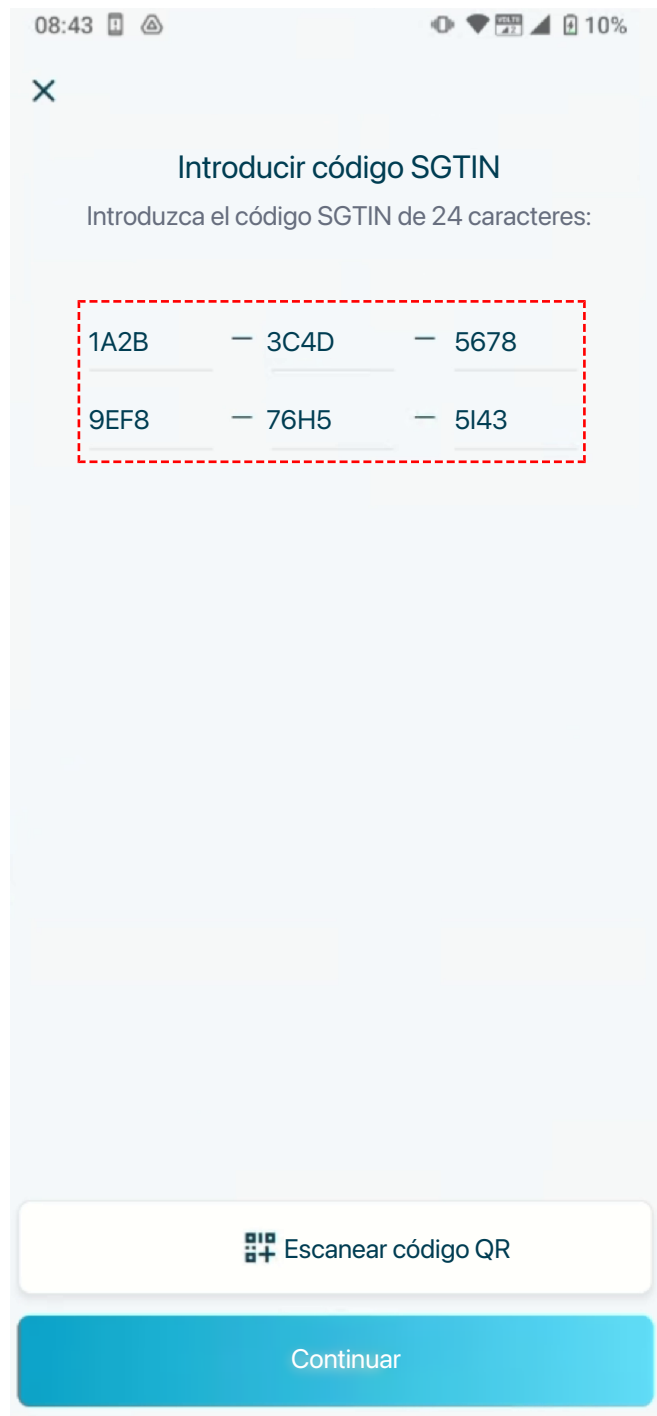 08:43 10%
Introducir código SGTIN
Introduzca el código SGTIN de 24 caracteres:
1A2B — 3C4D — 5678
9EF8 — 76H5 — 5I43
Escanear código QR
Continuar